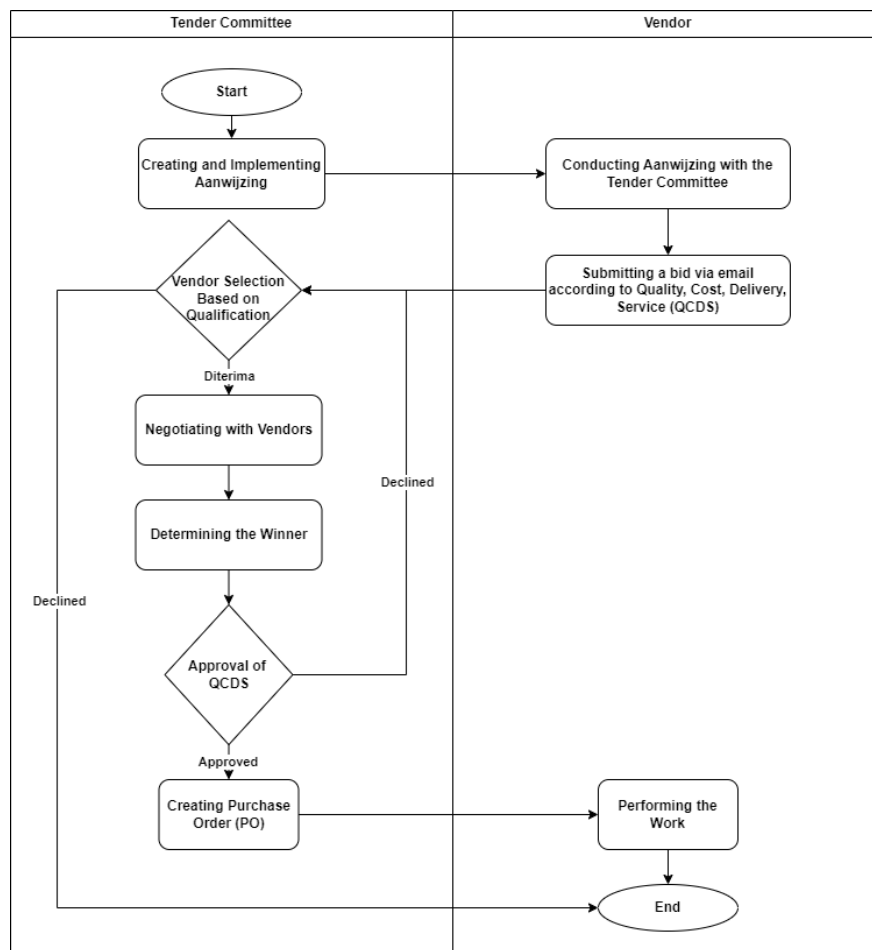 Tender Committee
Vendor
Start
Creating and Implementing
Aanwijzing
Conducting Aanwijzing with the
Tender Committee
Vendor Selection
Based on
Qualification
Submitting a bid via email
according to Quality, Cost, Delivery,
Service (QCDS)
Diterima
Negotiating with Vendors
Declined
Determining the Winner
Declined
Approval of
QCDS
Approved
Creating Purchase
Order (PO)
Performing the
Work
End